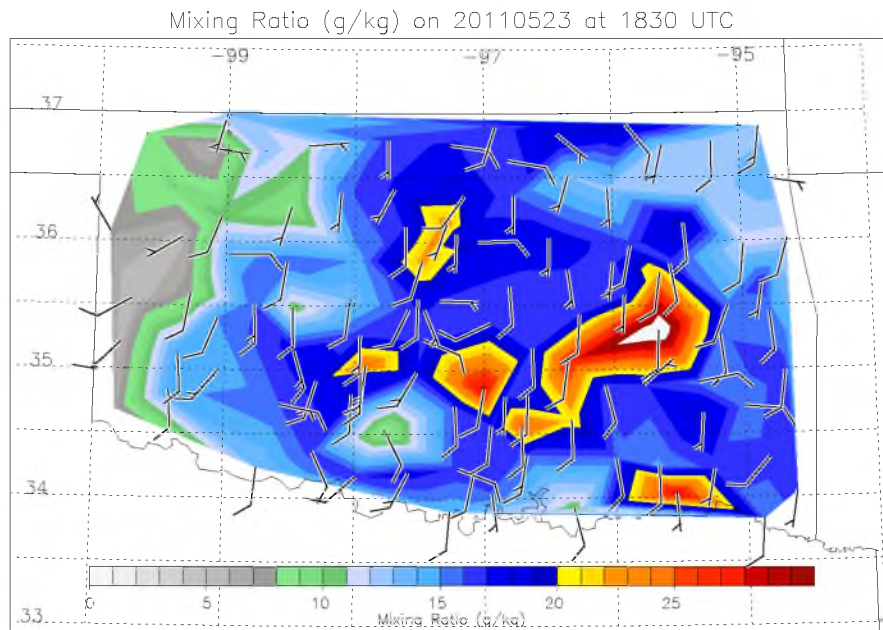 Mixing Ratio (g/kg) on 20110523 at 1830 UTC
-99 -97 -95
37
36
35
34
0 5 10 15 20 25
Mixing Ratio (g/kg)
33